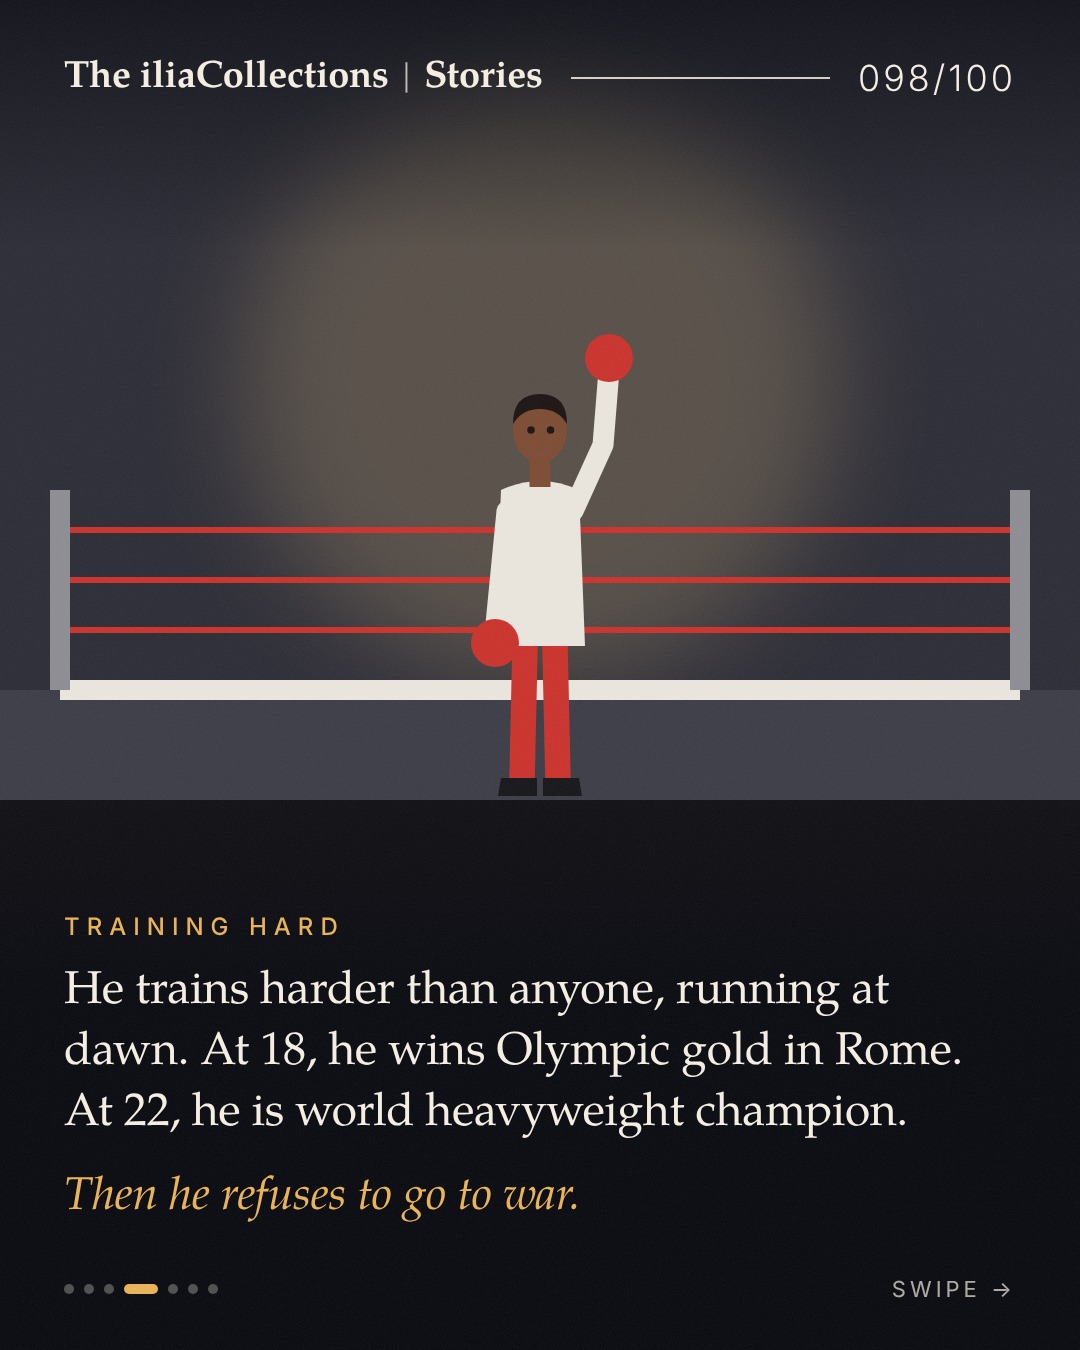 The iliaCollections | Stories 098/100
TRAINING HARD
He trains harder than anyone, running at
dawn. At 18, he wins Olympic gold in Rome.
At 22, he is world heavyweight champion.
Then he refuses to go to war.
SWIPE →